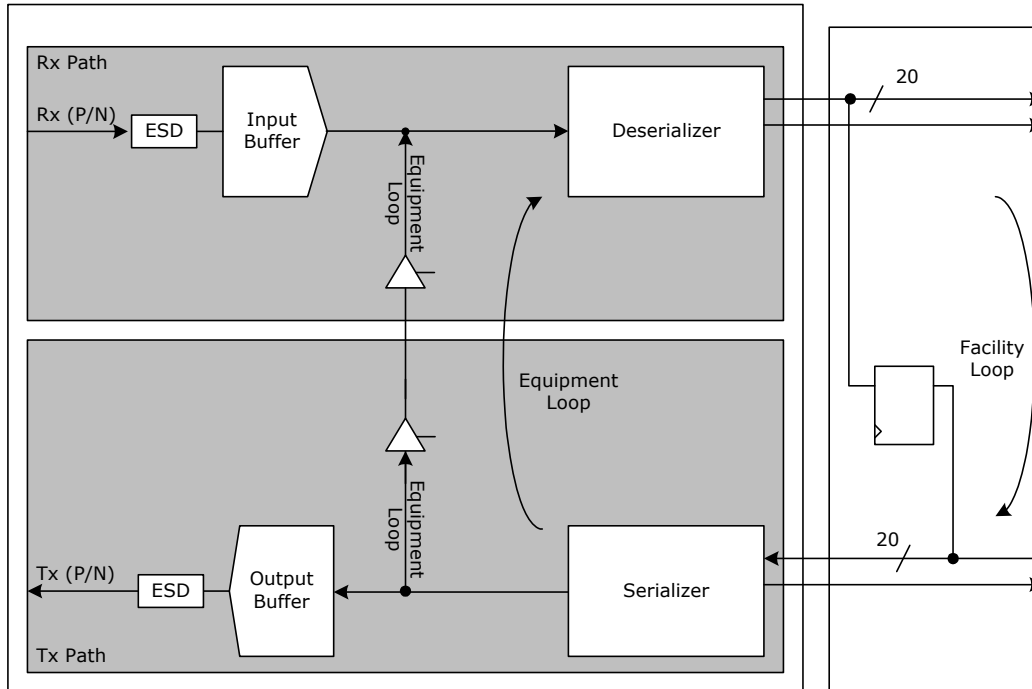 Rx Path
Rx (P/N)
ESD
Input
Buffer
Deserializer
20
Equipment
Loop
Equipment
Loop
Facility
Loop
Equipment
Loop
Tx (P/N)
ESD
Output
Buffer
Serializer
20
Tx Path